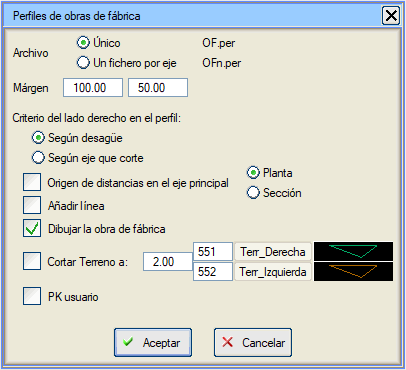 Perfiles de obras de fábrica
Archivo
Único OF.per
Un fichero por eje OFn.per
Márgen 100.00 50.00
Criterio del lado derecho en el perfil:
Según desagüe
Según eje que corte
Planta
Origen de distancias en el eje principal
Sección
Añadir línea
Dibujar la obra de fábrica
551 Terr_Derecha
Cortar Terreno a: 2.00
552 Terr_Izquierda
PK usuario
Aceptar Cancelar